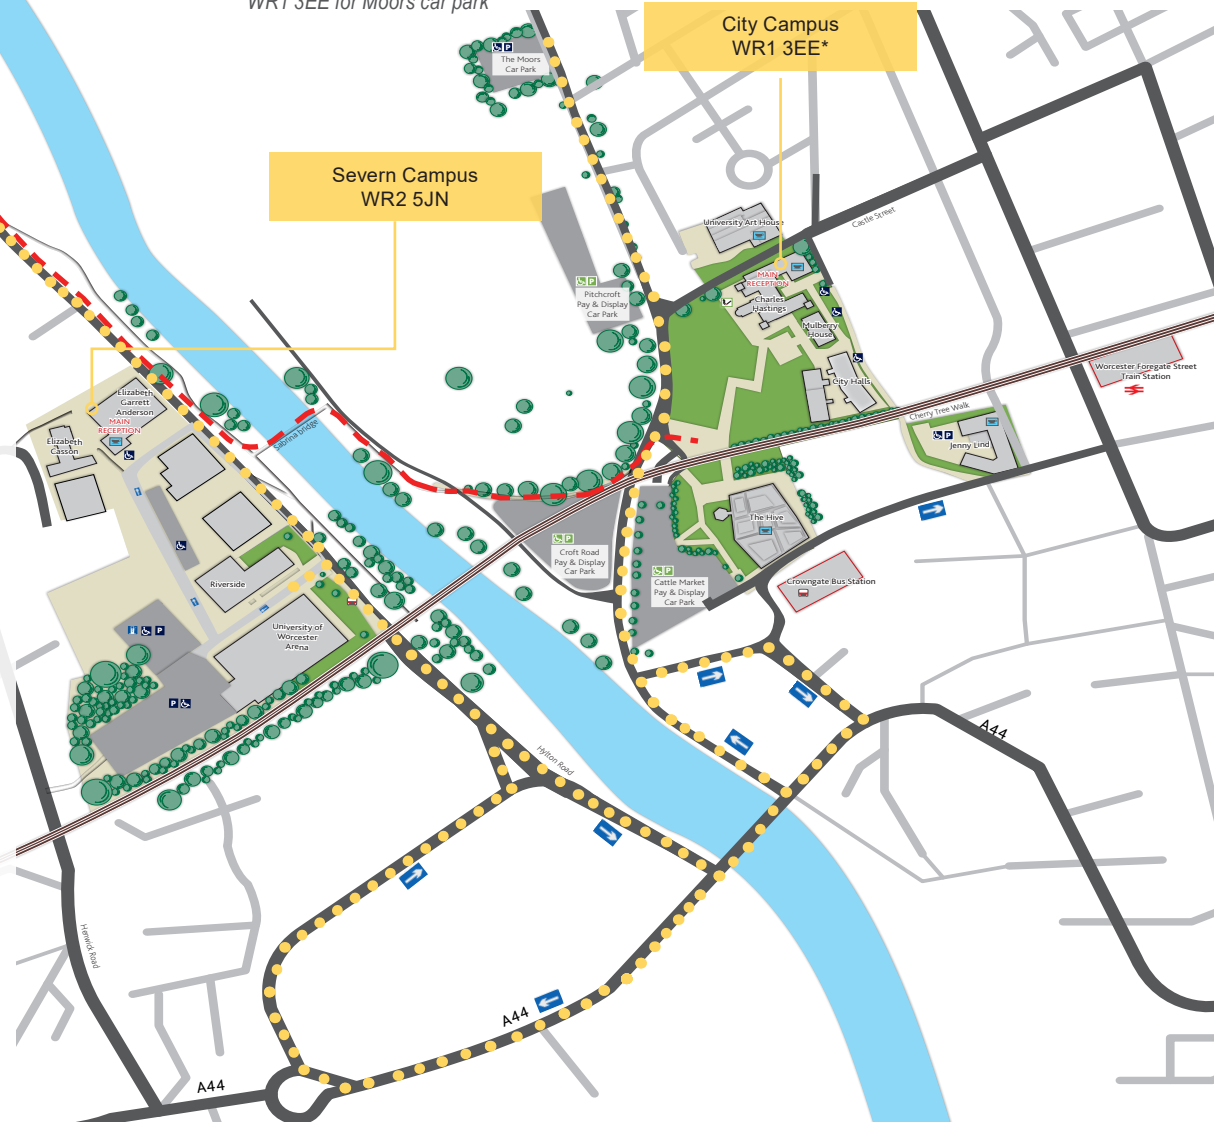 WR1 3EE for Moors car park
City Campus
WR1 3EE*
P
The Moors
Car Park
Severn Campus
WR2 5JN
University Art House
Castle Street
MAIN
RECEPTION
Charles
Hastings
P
Pitchcroft
Pay & Display
Car Park
Mulberry
House
City Halls
Worcester Foregate Street
Train Station
Cherry Tree Walk
P
Jenny Lind
Elizabeth
Garrett
Anderson
MAIN
RECEPTION
Elizabeth
Casson
Sabrina bridge
The Hive
P
Croft Road
Pay & Display
Car Park
P
Cattle Market
Pay & Display
Car Park
Crowngate Bus Station
Riverside
University of
Worcester
Arena
P
P
Hylton Road
A44
Henwick Road
A44
A44